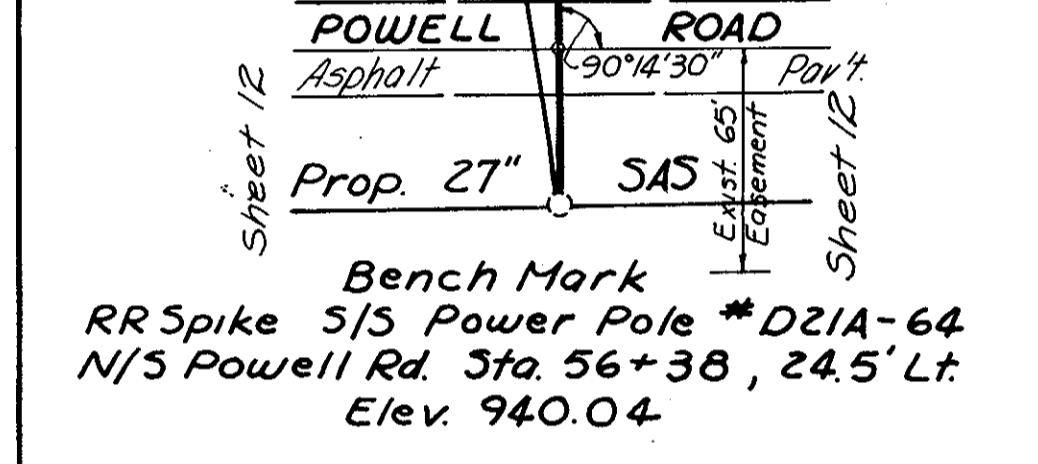 POWELL ROAD
Asphalt 90°14'30" Pav't.
Sheet 12
Prop. 27" SAS
Exist. 65'
Easement
Sheet 12
Bench Mark
RR Spike S/S Power Pole #D21A-64
N/S Powell Rd. Sta. 56+38, 24.5' Lt.
Elev. 940.04